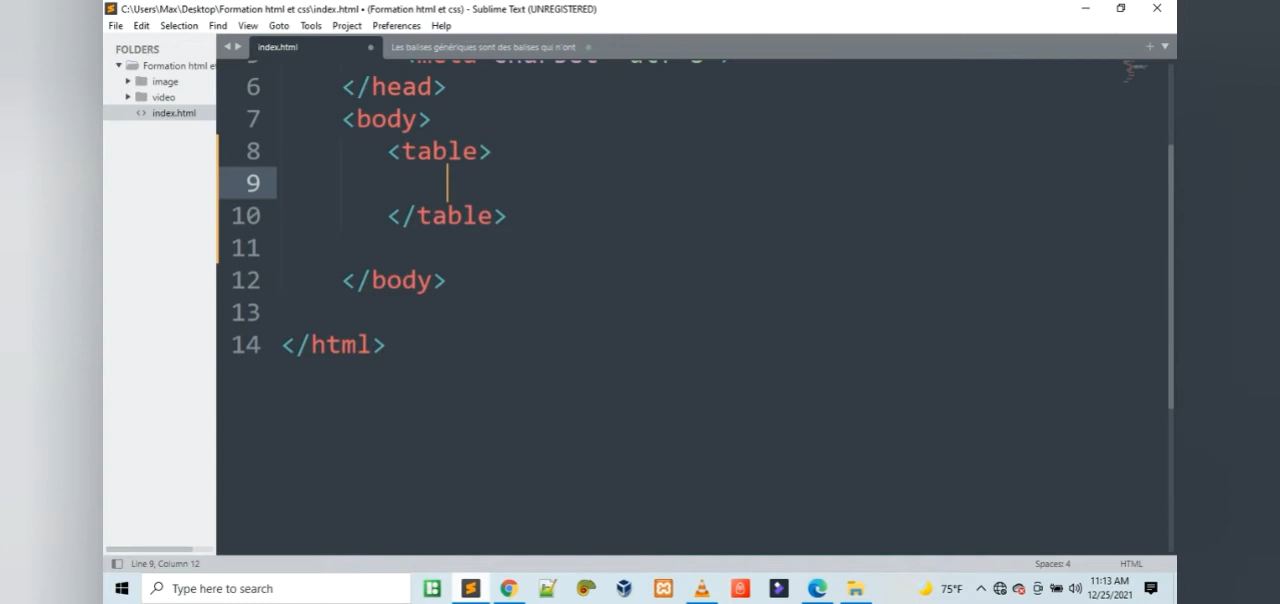 C:\Users\Max\Desktop\Formation html et css\index.html • (Formation html et css) - Sublime Text (UNREGISTERED)
File Edit Selection Find View Goto Tools Project Preferences Help
FOLDERS
Formation html e
image
video
<> index.html
index.html
Les balises génériques sont des balises qui n'ont
6 </head>
7 <body>
8 <table>
9
10 </table>
11
12 </body>
13
14 </html>
Line 9, Column 12
Spaces: 4
HTML
Type here to search
75°F
11:13 AM
12/25/2021